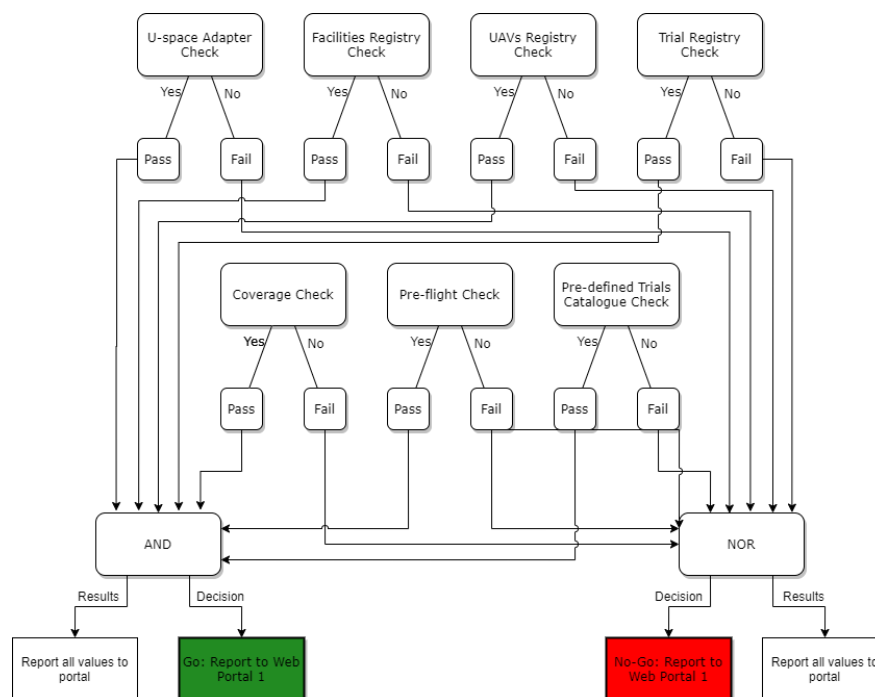 U-space Adapter
Check
Facilities Registry
Check
UAVs Registry
Check
Trial Registry
Check
Yes
No
Yes
No
Yes
No
Yes
No
Pass
Fail
Pass
Fail
Pass
Fail
Pass
Fail
Coverage Check
Pre-flight Check
Pre-defined Trials
Catalogue Check
Yes
No
Yes
No
Yes
No
Pass
Fail
Pass
Fail
Pass
Fail
AND
NOR
Results
Decision
Decision
Results
Report all values to
portal
Go: Report to Web
Portal 1
No-Go: Report to
Web Portal 1
Report all values to
portal